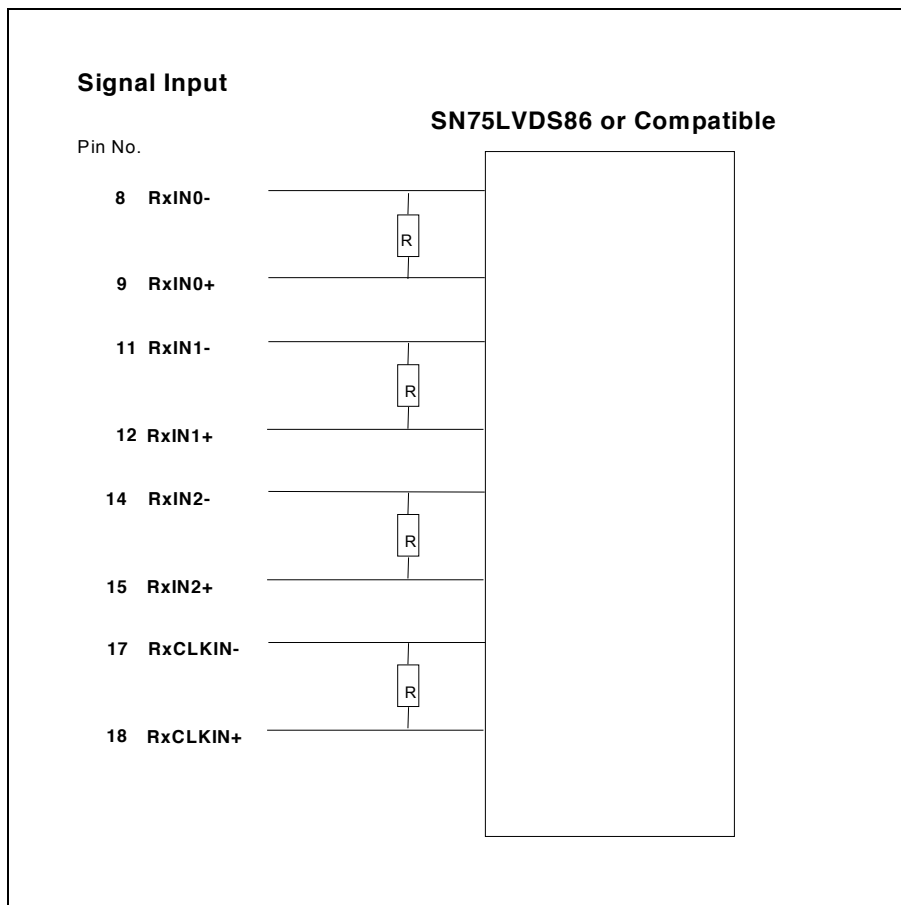 Signal Input
SN75LVDS86 or Compatible
Pin No.
8 RxIN0-
R
9 RxIN0+
11 RxIN1-
R
12 RxIN1+
14 RxIN2-
R
15 RxIN2+
17 RxCLKIN-
R
18 RxCLKIN+